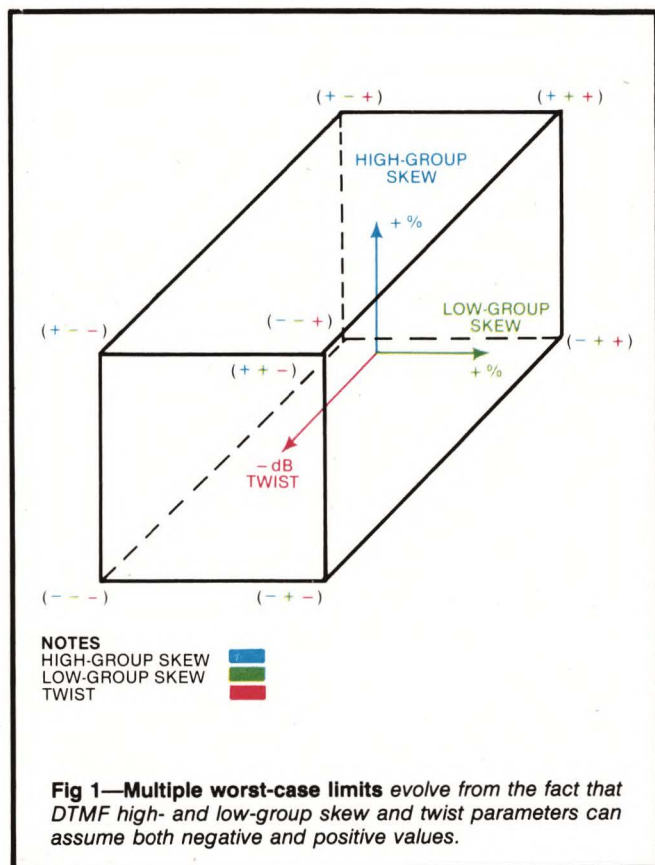 (+ − +)
(+ + +)
HIGH-GROUP
SKEW
+ %
LOW-GROUP
SKEW
+ %
(+ − −)
(− − +)
(+ + −)
(− + +)
− dB
TWIST
(− − −)
(− + −)
NOTES
HIGH-GROUP SKEW
LOW-GROUP SKEW
TWIST
Fig 1—Multiple worst-case limits evolve from the fact that
DTMF high- and low-group skew and twist parameters can
assume both negative and positive values.